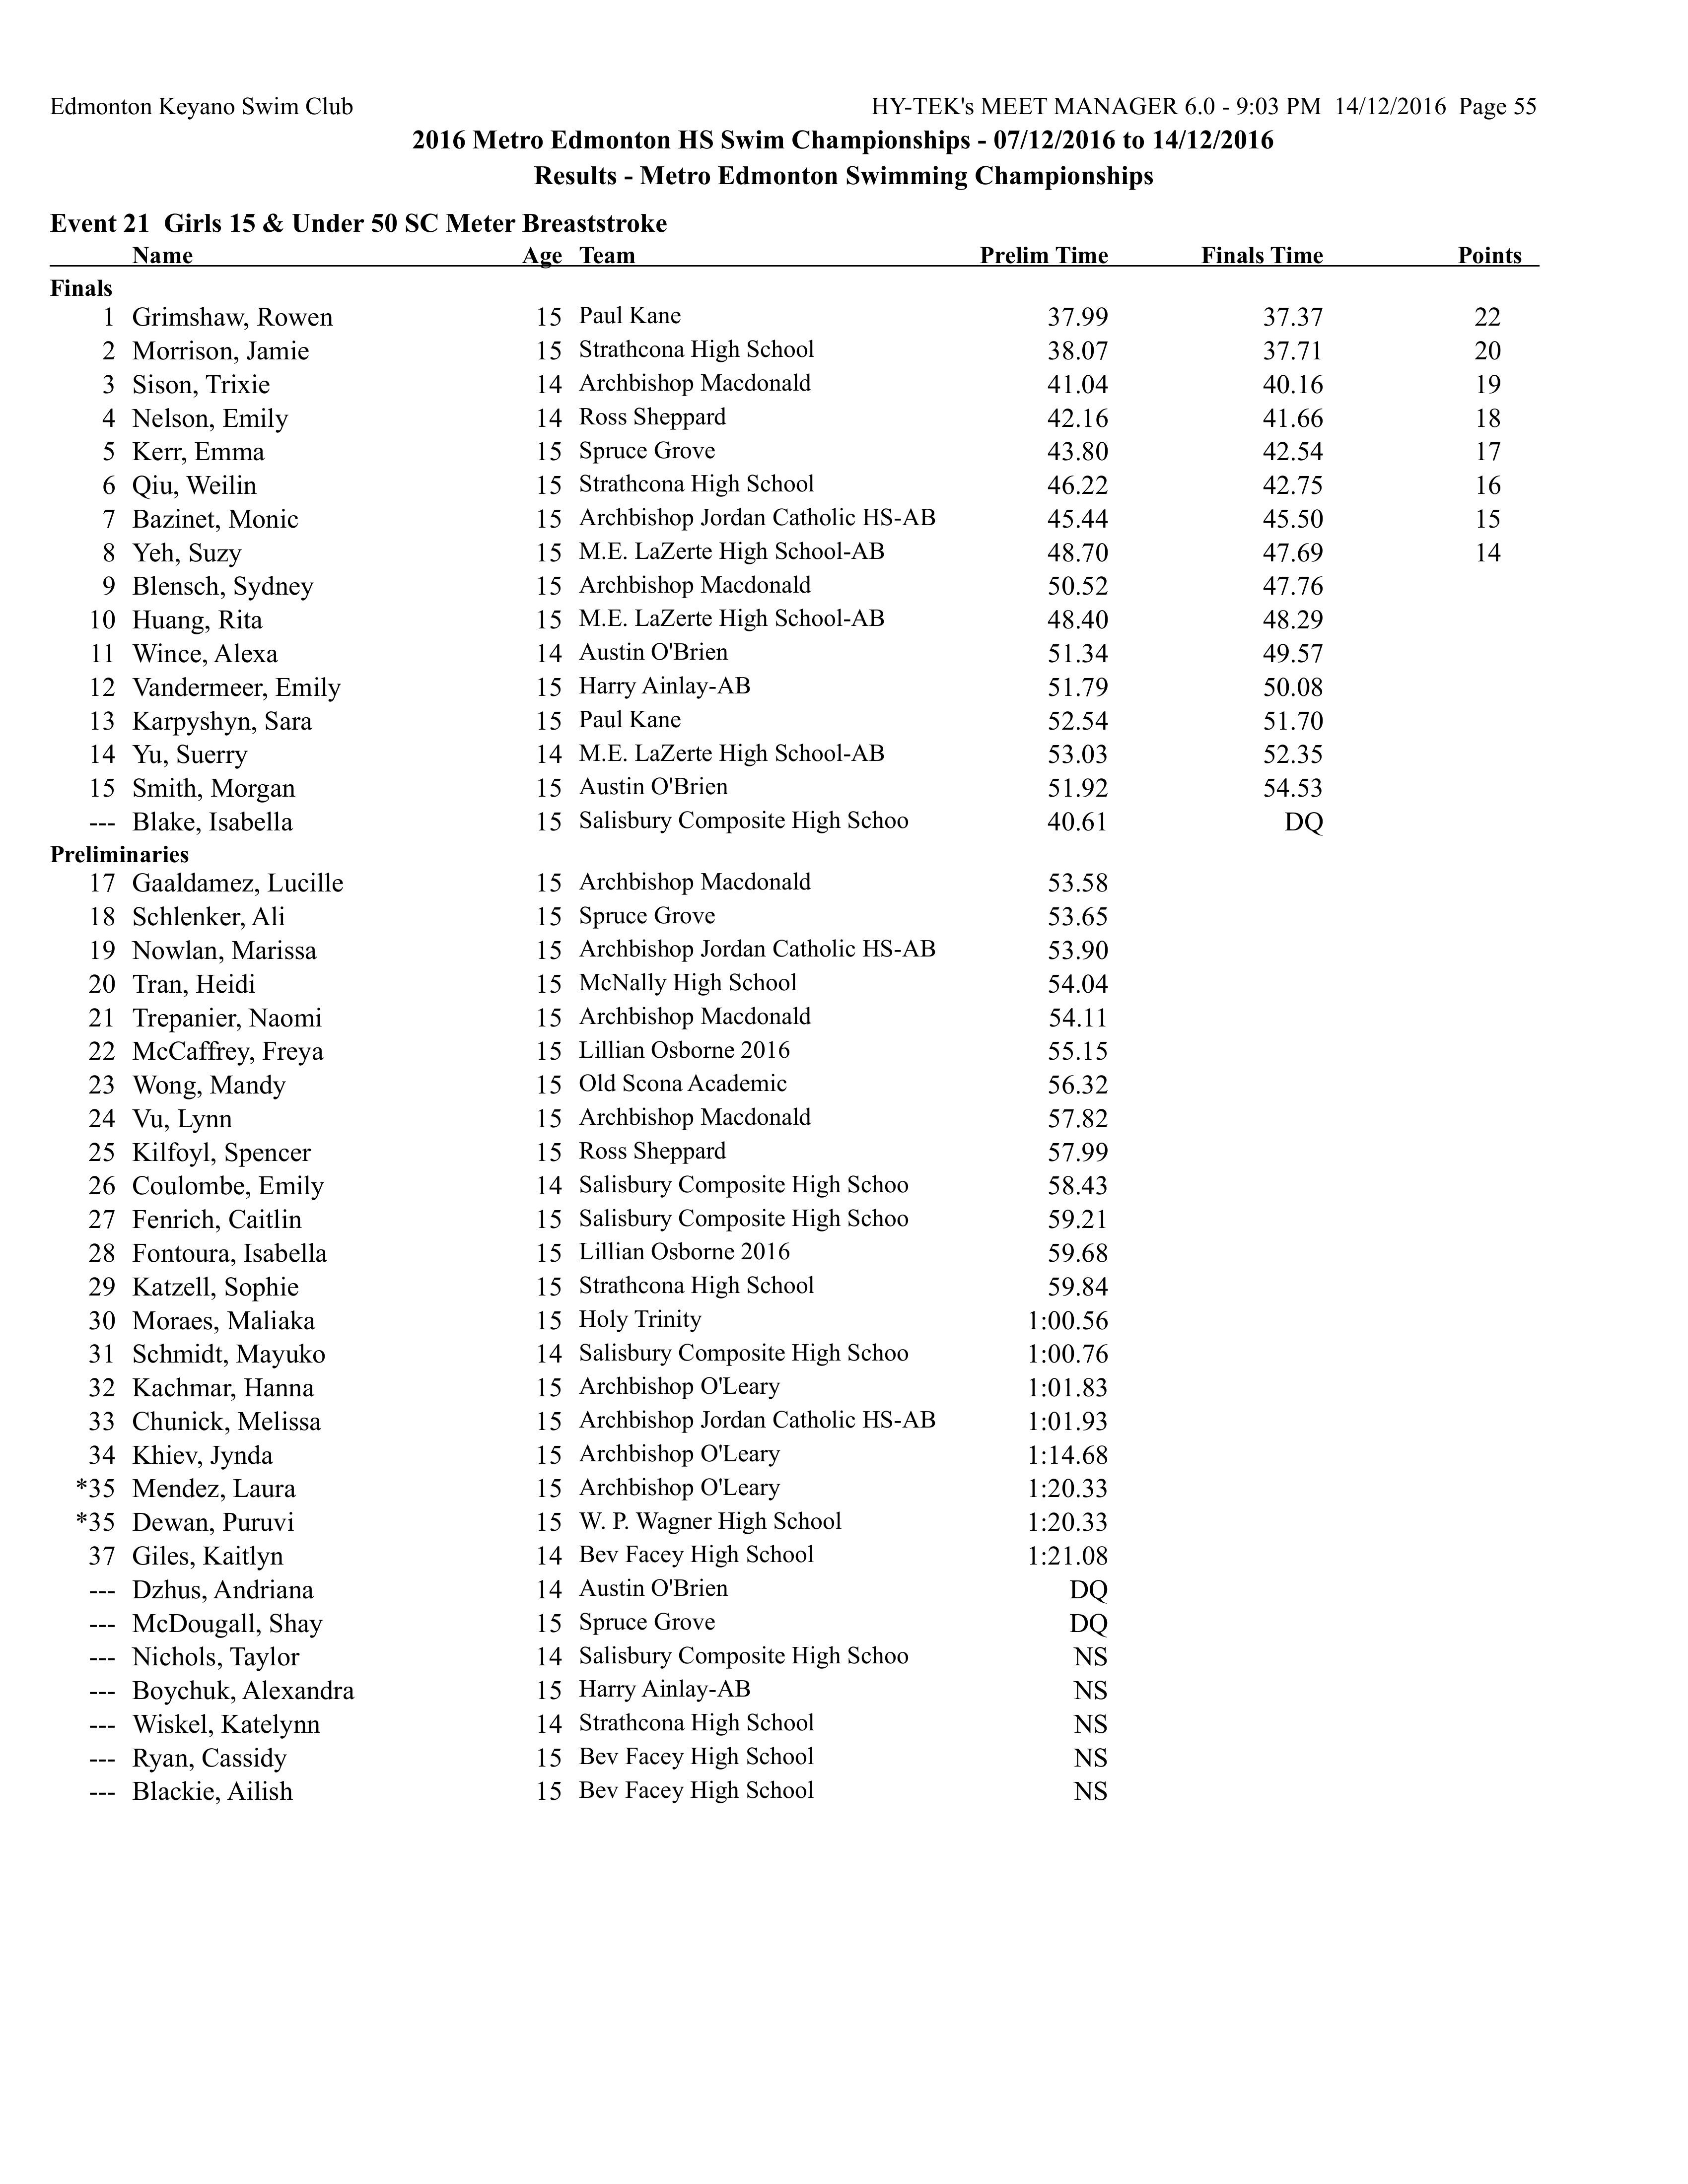 Edmonton Keyano Swim Club HY-TEK's MEET MANAGER 6.0 - 9:03 PM 14/12/2016 Page 55
2016 Metro Edmonton HS Swim Championships - 07/12/2016 to 14/12/2016
Results - Metro Edmonton Swimming Championships
Event 21 Girls 15 & Under 50 SC Meter Breaststroke
Name Age Team Prelim Time Finals Time Points
Finals
1 Grimshaw, Rowen 15 Paul Kane 37.99 37.37 22
2 Morrison, Jamie 15 Strathcona High School 38.07 37.71 20
3 Sison, Trixie 14 Archbishop Macdonald 41.04 40.16 19
4 Nelson, Emily 14 Ross Sheppard 42.16 41.66 18
5 Kerr, Emma 15 Spruce Grove 43.80 42.54 17
6 Qiu, Weilin 15 Strathcona High School 46.22 42.75 16
7 Bazinet, Monic 15 Archbishop Jordan Catholic HS-AB 45.44 45.50 15
8 Yeh, Suzy 15 M.E. LaZerte High School-AB 48.70 47.69 14
9 Blensch, Sydney 15 Archbishop Macdonald 50.52 47.76
10 Huang, Rita 15 M.E. LaZerte High School-AB 48.40 48.29
11 Wince, Alexa 14 Austin O'Brien 51.34 49.57
12 Vandermeer, Emily 15 Harry Ainlay-AB 51.79 50.08
13 Karpyshyn, Sara 15 Paul Kane 52.54 51.70
14 Yu, Suerry 14 M.E. LaZerte High School-AB 53.03 52.35
15 Smith, Morgan 15 Austin O'Brien 51.92 54.53
--- Blake, Isabella 15 Salisbury Composite High Schoo 40.61 DQ
Preliminaries
17 Gaaldamez, Lucille 15 Archbishop Macdonald 53.58
18 Schlenker, Ali 15 Spruce Grove 53.65
19 Nowlan, Marissa 15 Archbishop Jordan Catholic HS-AB 53.90
20 Tran, Heidi 15 McNally High School 54.04
21 Trepanier, Naomi 15 Archbishop Macdonald 54.11
22 McCaffrey, Freya 15 Lillian Osborne 2016 55.15
23 Wong, Mandy 15 Old Scona Academic 56.32
24 Vu, Lynn 15 Archbishop Macdonald 57.82
25 Kilfoyl, Spencer 15 Ross Sheppard 57.99
26 Coulombe, Emily 14 Salisbury Composite High Schoo 58.43
27 Fenrich, Caitlin 15 Salisbury Composite High Schoo 59.21
28 Fontoura, Isabella 15 Lillian Osborne 2016 59.68
29 Katzell, Sophie 15 Strathcona High School 59.84
30 Moraes, Maliaka 15 Holy Trinity 1:00.56
31 Schmidt, Mayuko 14 Salisbury Composite High Schoo 1:00.76
32 Kachmar, Hanna 15 Archbishop O'Leary 1:01.83
33 Chunick, Melissa 15 Archbishop Jordan Catholic HS-AB 1:01.93
34 Khiev, Jynda 15 Archbishop O'Leary 1:14.68
*35 Mendez, Laura 15 Archbishop O'Leary 1:20.33
*35 Dewan, Puruvi 15 W. P. Wagner High School 1:20.33
37 Giles, Kaitlyn 14 Bev Facey High School 1:21.08
--- Dzhus, Andriana 14 Austin O'Brien DQ
--- McDougall, Shay 15 Spruce Grove DQ
--- Nichols, Taylor 14 Salisbury Composite High Schoo NS
--- Boychuk, Alexandra 15 Harry Ainlay-AB NS
--- Wiskel, Katelynn 14 Strathcona High School NS
--- Ryan, Cassidy 15 Bev Facey High School NS
--- Blackie, Ailish 15 Bev Facey High School NS